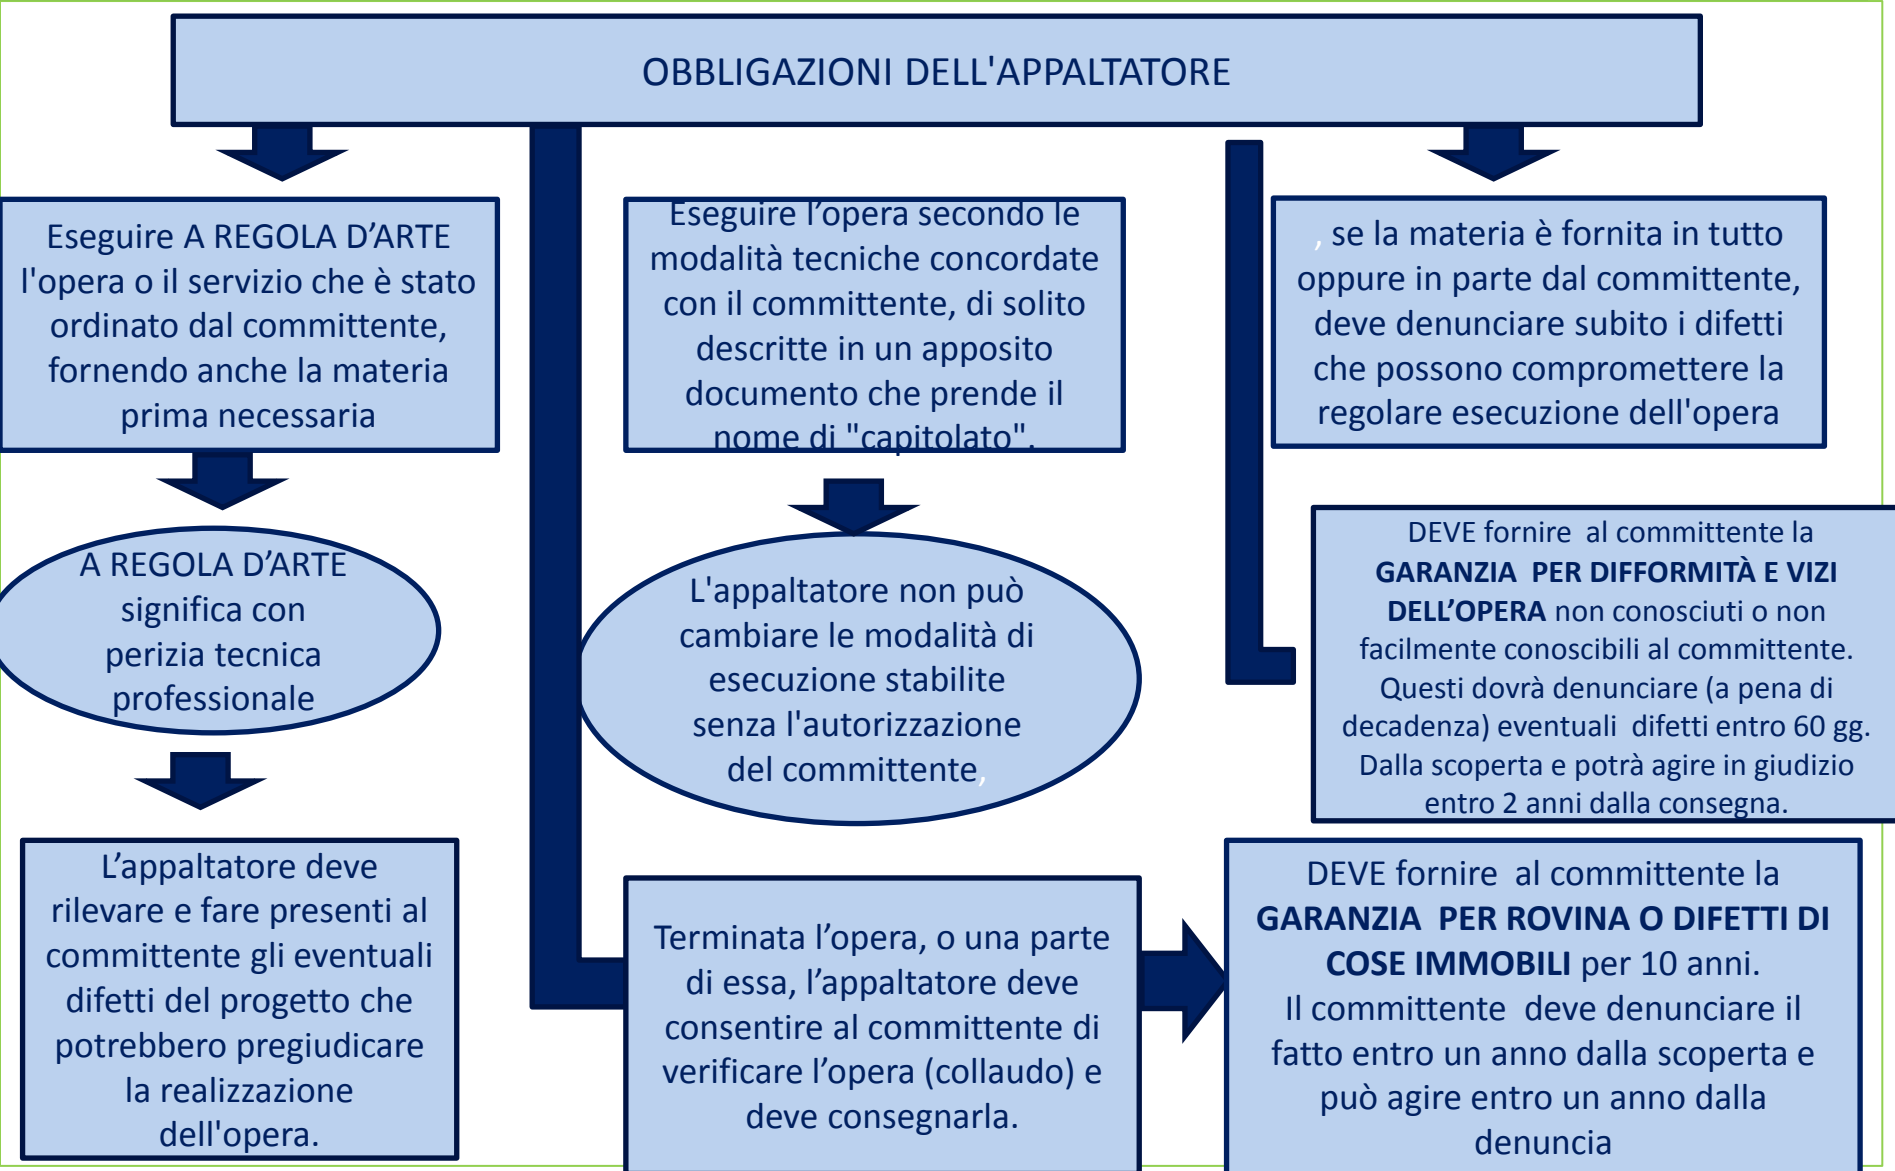 OBBLIGAZIONI DELL'APPALTATORE
Eseguire A REGOLA D’ARTE
l'opera o il servizio che è stato
ordinato dal committente,
fornendo anche la materia
prima necessaria
Eseguire l’opera secondo le
modalità tecniche concordate
con il committente, di solito
descritte in un apposito
documento che prende il
nome di "capitolato".
, se la materia è fornita in tutto
oppure in parte dal committente,
deve denunciare subito i difetti
che possono compromettere la
regolare esecuzione dell'opera
A REGOLA D’ARTE
significa con
perizia tecnica
professionale
L'appaltatore non può
cambiare le modalità di
esecuzione stabilite
senza l'autorizzazione
del committente,
DEVE fornire al committente la
GARANZIA PER DIFFORMITÀ E VIZI
DELL’OPERA non conosciuti o non
facilmente conoscibili al committente.
Questi dovrà denunciare (a pena di
decadenza) eventuali difetti entro 60 gg.
Dalla scoperta e potrà agire in giudizio
entro 2 anni dalla consegna.
L’appaltatore deve
rilevare e fare presenti al
committente gli eventuali
difetti del progetto che
potrebbero pregiudicare
la realizzazione
dell'opera.
Terminata l’opera, o una parte
di essa, l’appaltatore deve
consentire al committente di
verificare l’opera (collaudo) e
deve consegnarla.
DEVE fornire al committente la
GARANZIA PER ROVINA O DIFETTI DI
COSE IMMOBILI per 10 anni.
Il committente deve denunciare il
fatto entro un anno dalla scoperta e
può agire entro un anno dalla
denuncia